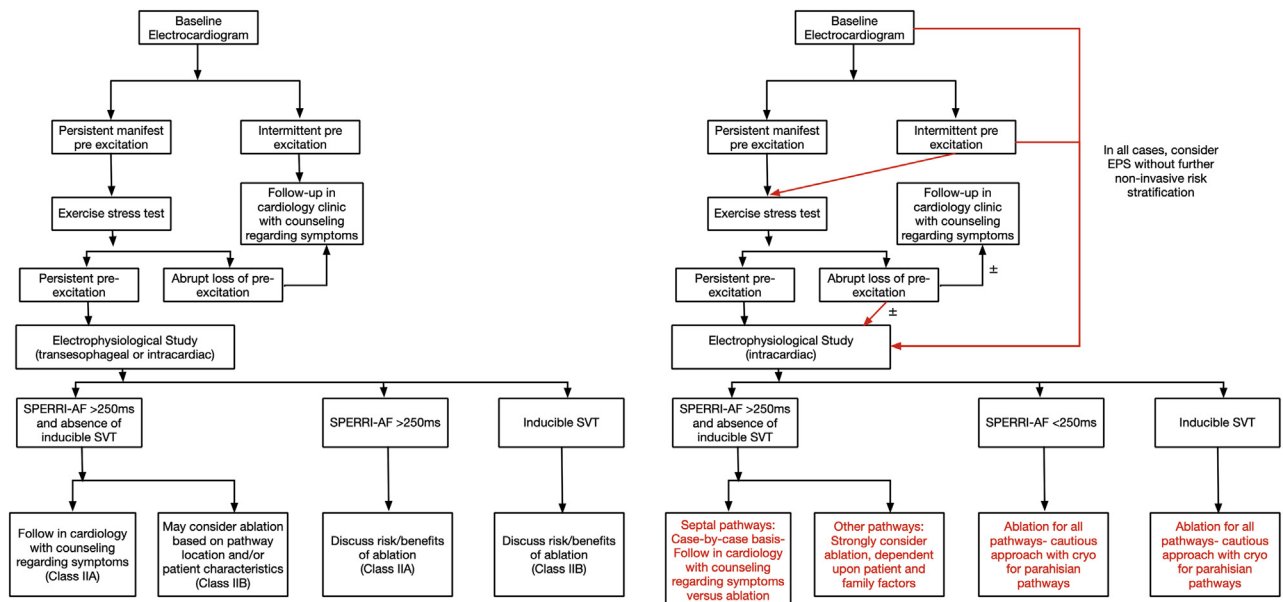 Baseline
Electrocardiogram
Persistent manifest
pre excitation
Intermittent pre
excitation
Exercise stress test
Follow-up in
cardiology clinic
with counseling
regarding symptoms
Persistent pre-
excitation
Abrupt loss of pre-
excitation
Electrophysiological Study
(transesophageal or intracardiac)
SPERRI-AF >250ms
and absence of
inducible SVT
SPERRI-AF >250ms
Inducible SVT
Follow in cardiology
with counseling
regarding symptoms
(Class IIA)
May consider ablation
based on pathway
location and/or
patient characteristics
(Class IIB)
Discuss risk/benefits
of ablation
(Class IIA)
Discuss risk/benefits
of ablation
(Class IIB)
Baseline
Electrocardiogram
Persistent manifest
pre excitation
Intermittent pre
excitation
In all cases, consider
EPS without further
non-invasive risk
stratification
Exercise stress test
Follow-up in
cardiology clinic
with counseling
regarding symptoms
Persistent pre-
excitation
Abrupt loss of pre-
excitation
±
±
Electrophysiological Study
(intracardiac)
SPERRI-AF >250ms
and absence of
inducible SVT
SPERRI-AF <250ms
Inducible SVT
Septal pathways:
Case-by-case basis-
Follow in cardiology
with counseling
regarding symptoms
versus ablation
Other pathways:
Strongly consider
ablation, dependent
upon patient and
family factors
Ablation for all
pathways- cautious
approach with cryo
for parahisian
pathways
Ablation for all
pathways- cautious
approach with cryo
for parahisian
pathways